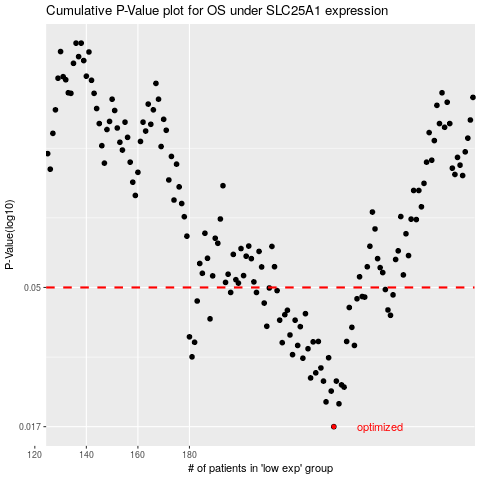 Cumulative P-Value plot for OS under SLC25A1 expression
P-Value(log10)
0.05
0.017
optimized
120 140 160 180
# of patients in 'low exp' group